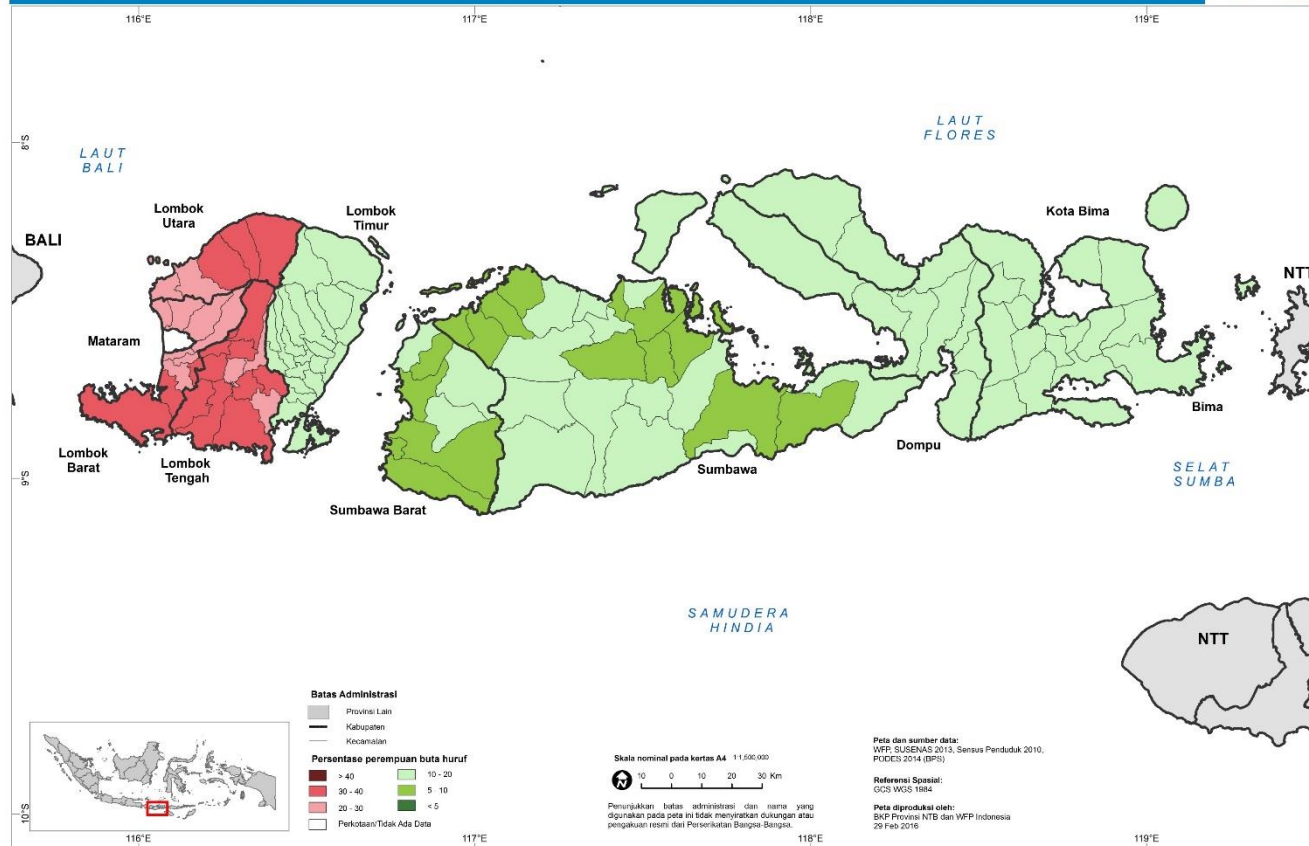 116°E
117°E
118°E
119°E
8°S
LAUT
BALI
LAUT
FLORES
Lombok
Utara
Lombok
Timur
Kota Bima
BALI
NTT
Mataram
Lombok
Barat
Lombok
Tengah
Sumbawa Barat
Sumbawa
Dompu
Bima
9°S
SELAT
SUMBA
SAMUDERA
HINDIA
NTT
Batas Administrasi
Provinsi Lain
Kabupaten
Kecamatan
Persentase perempuan buta huruf
> 40
30 - 40
20 - 30
10 - 20
5 - 10
< 5
Perkotaan/Tidak Ada Data
Skala nominal pada kertas A4 1:1,500,000
10 0 10 20 30 Km
Penunjukkan batas administrasi dan nama yang
digunakan pada peta ini tidak menyiratkan dukungan atau
pengakuan resmi dari Perserikatan Bangsa-Bangsa.
Peta dan sumber data:
WFP, SUSENAS 2013, Sensus Penduduk 2010,
PODES 2014 (BPS)
Referensi Spasial:
GCS WGS 1984
Peta diproduksi oleh:
BKP Provinsi NTB dan WFP Indonesia
29 Feb 2016
10°S
116°E
117°E
118°E
119°E